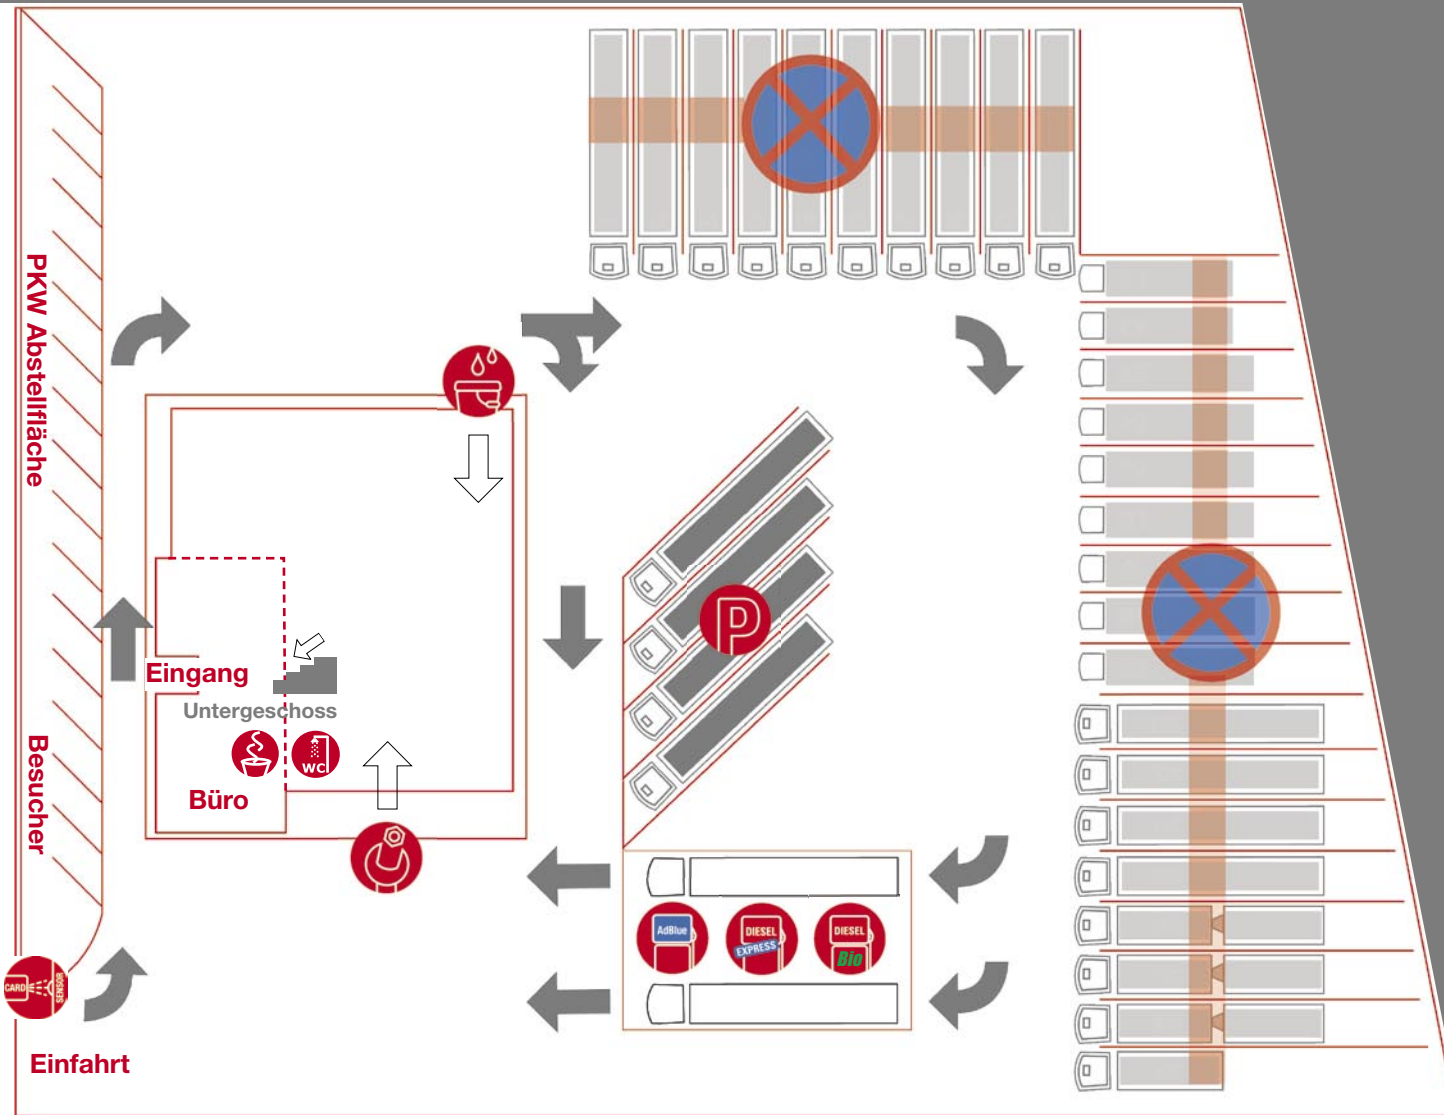 PKW Abstellfläche
Eingang
Untergeschoss
WC
Büro
Besucher
AdBlue
DIESEL
EXPRESS
DIESEL
Bio
P
CARD
SENSOR
Einfahrt